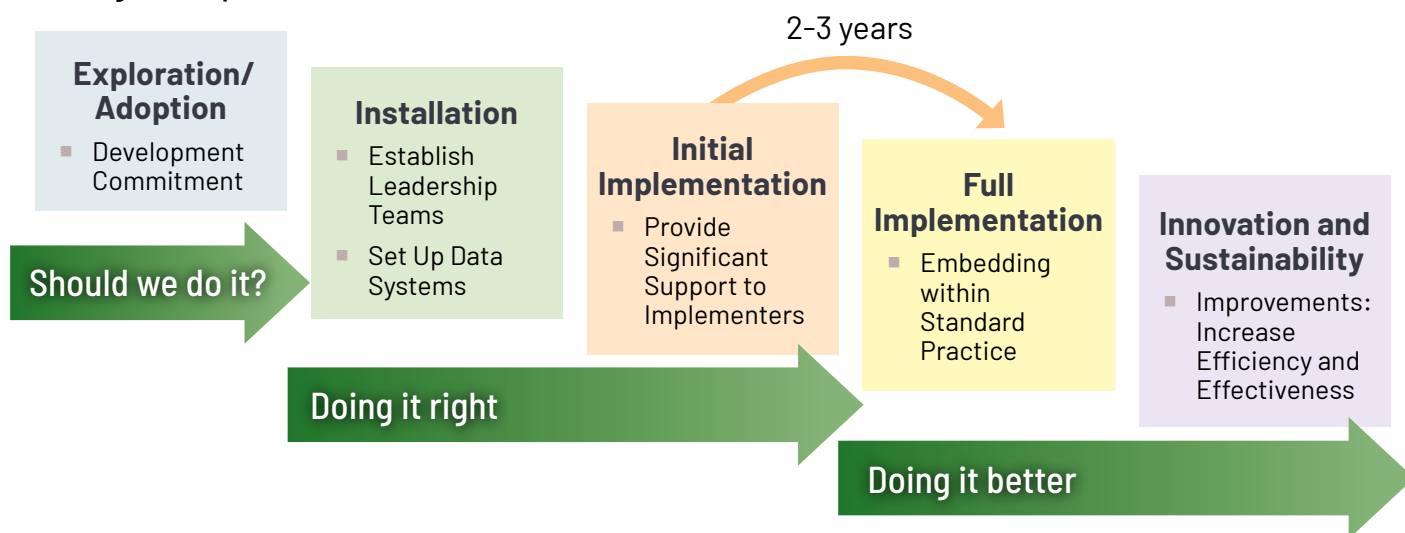 2-3 years
Exploration/
Adoption
▪ Development
Commitment
Installation
▪ Establish
Leadership
Teams
▪ Set Up Data
Systems
Initial
Implementation
▪ Provide
Significant
Support to
Implementers
Full
Implementation
▪ Embedding
within
Standard
Practice
Innovation and
Sustainability
▪ Improvements:
Increase
Efficiency and
Effectiveness
Should we do it?
Doing it right
Doing it better